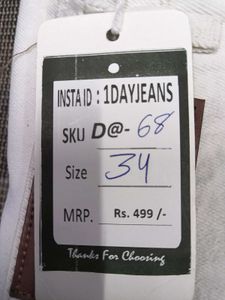 INSTA ID : 1DAYJEANS
SKU D@- 68
Size 34
MRP. Rs. 499 /-
Thanks For Choosing